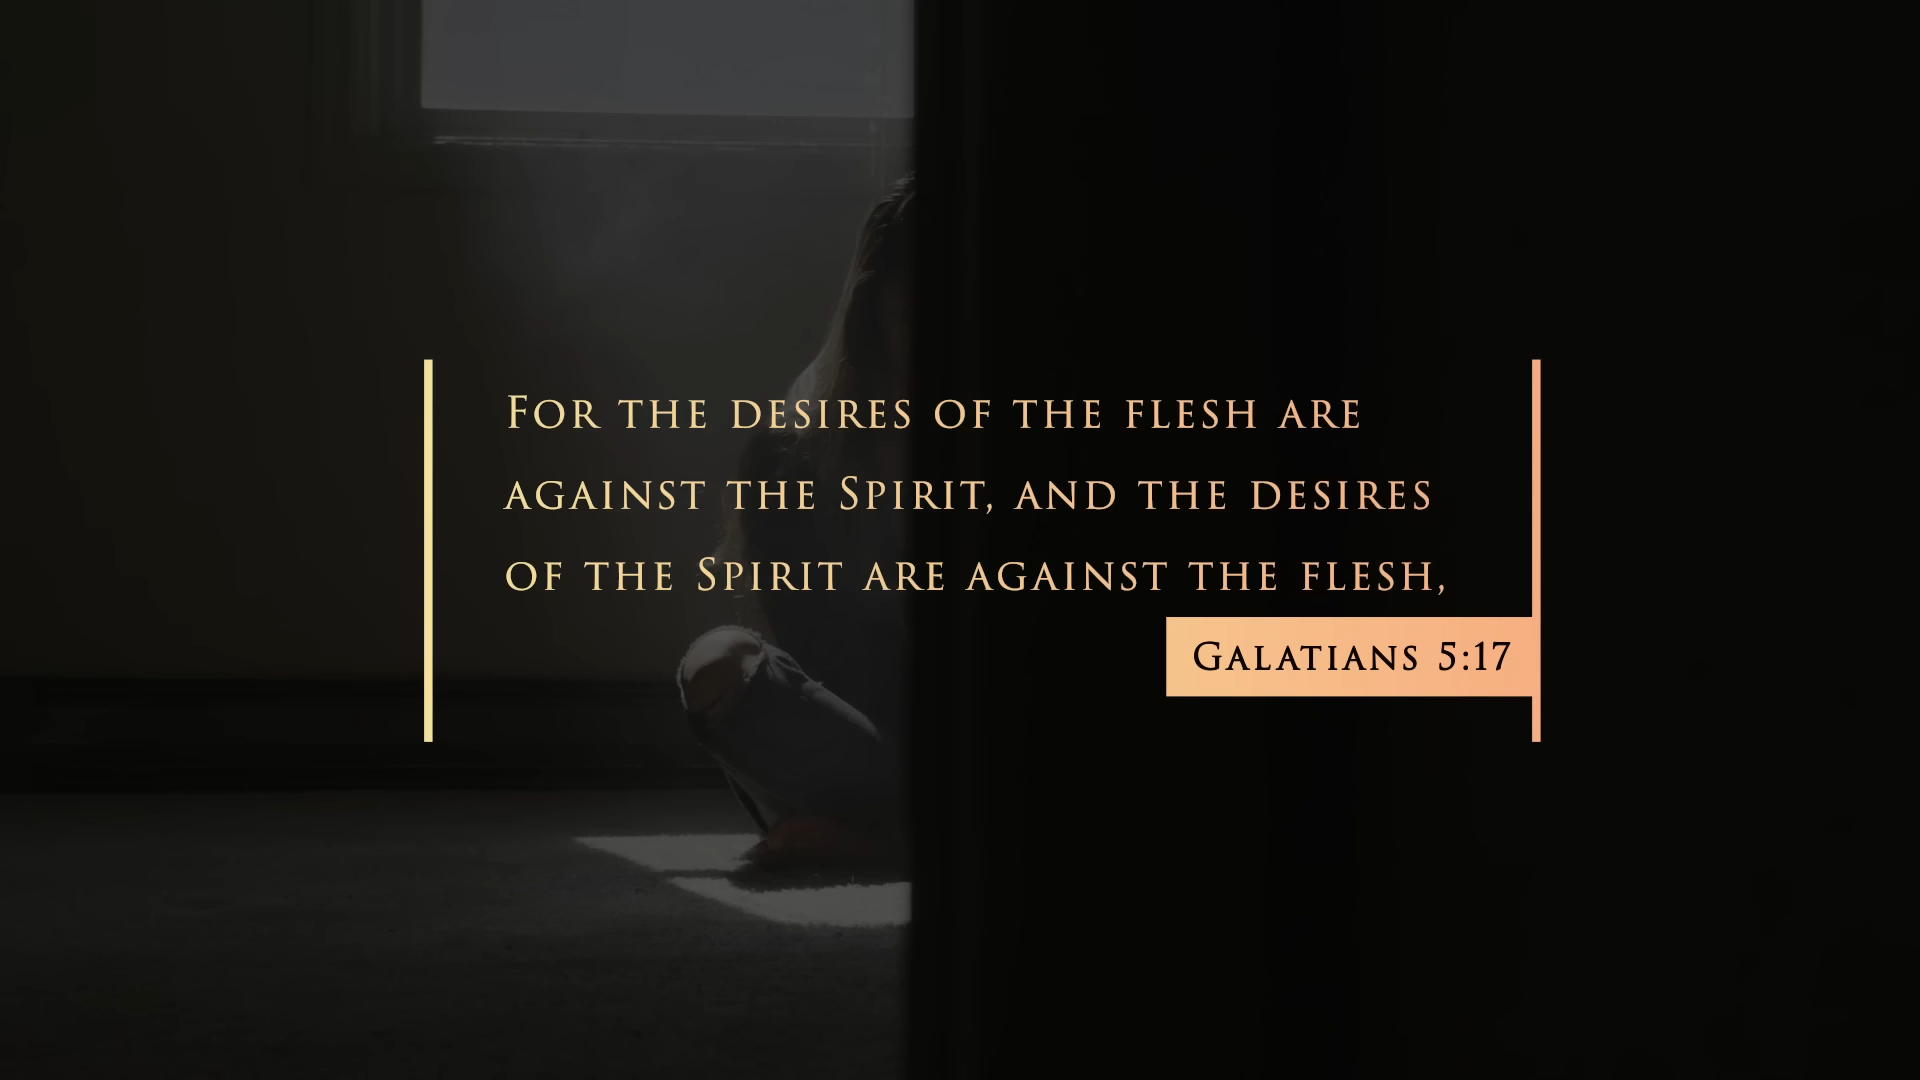 For the desires of the flesh are
against the Spirit, and the desires
of the Spirit are against the flesh,
Galatians 5:17